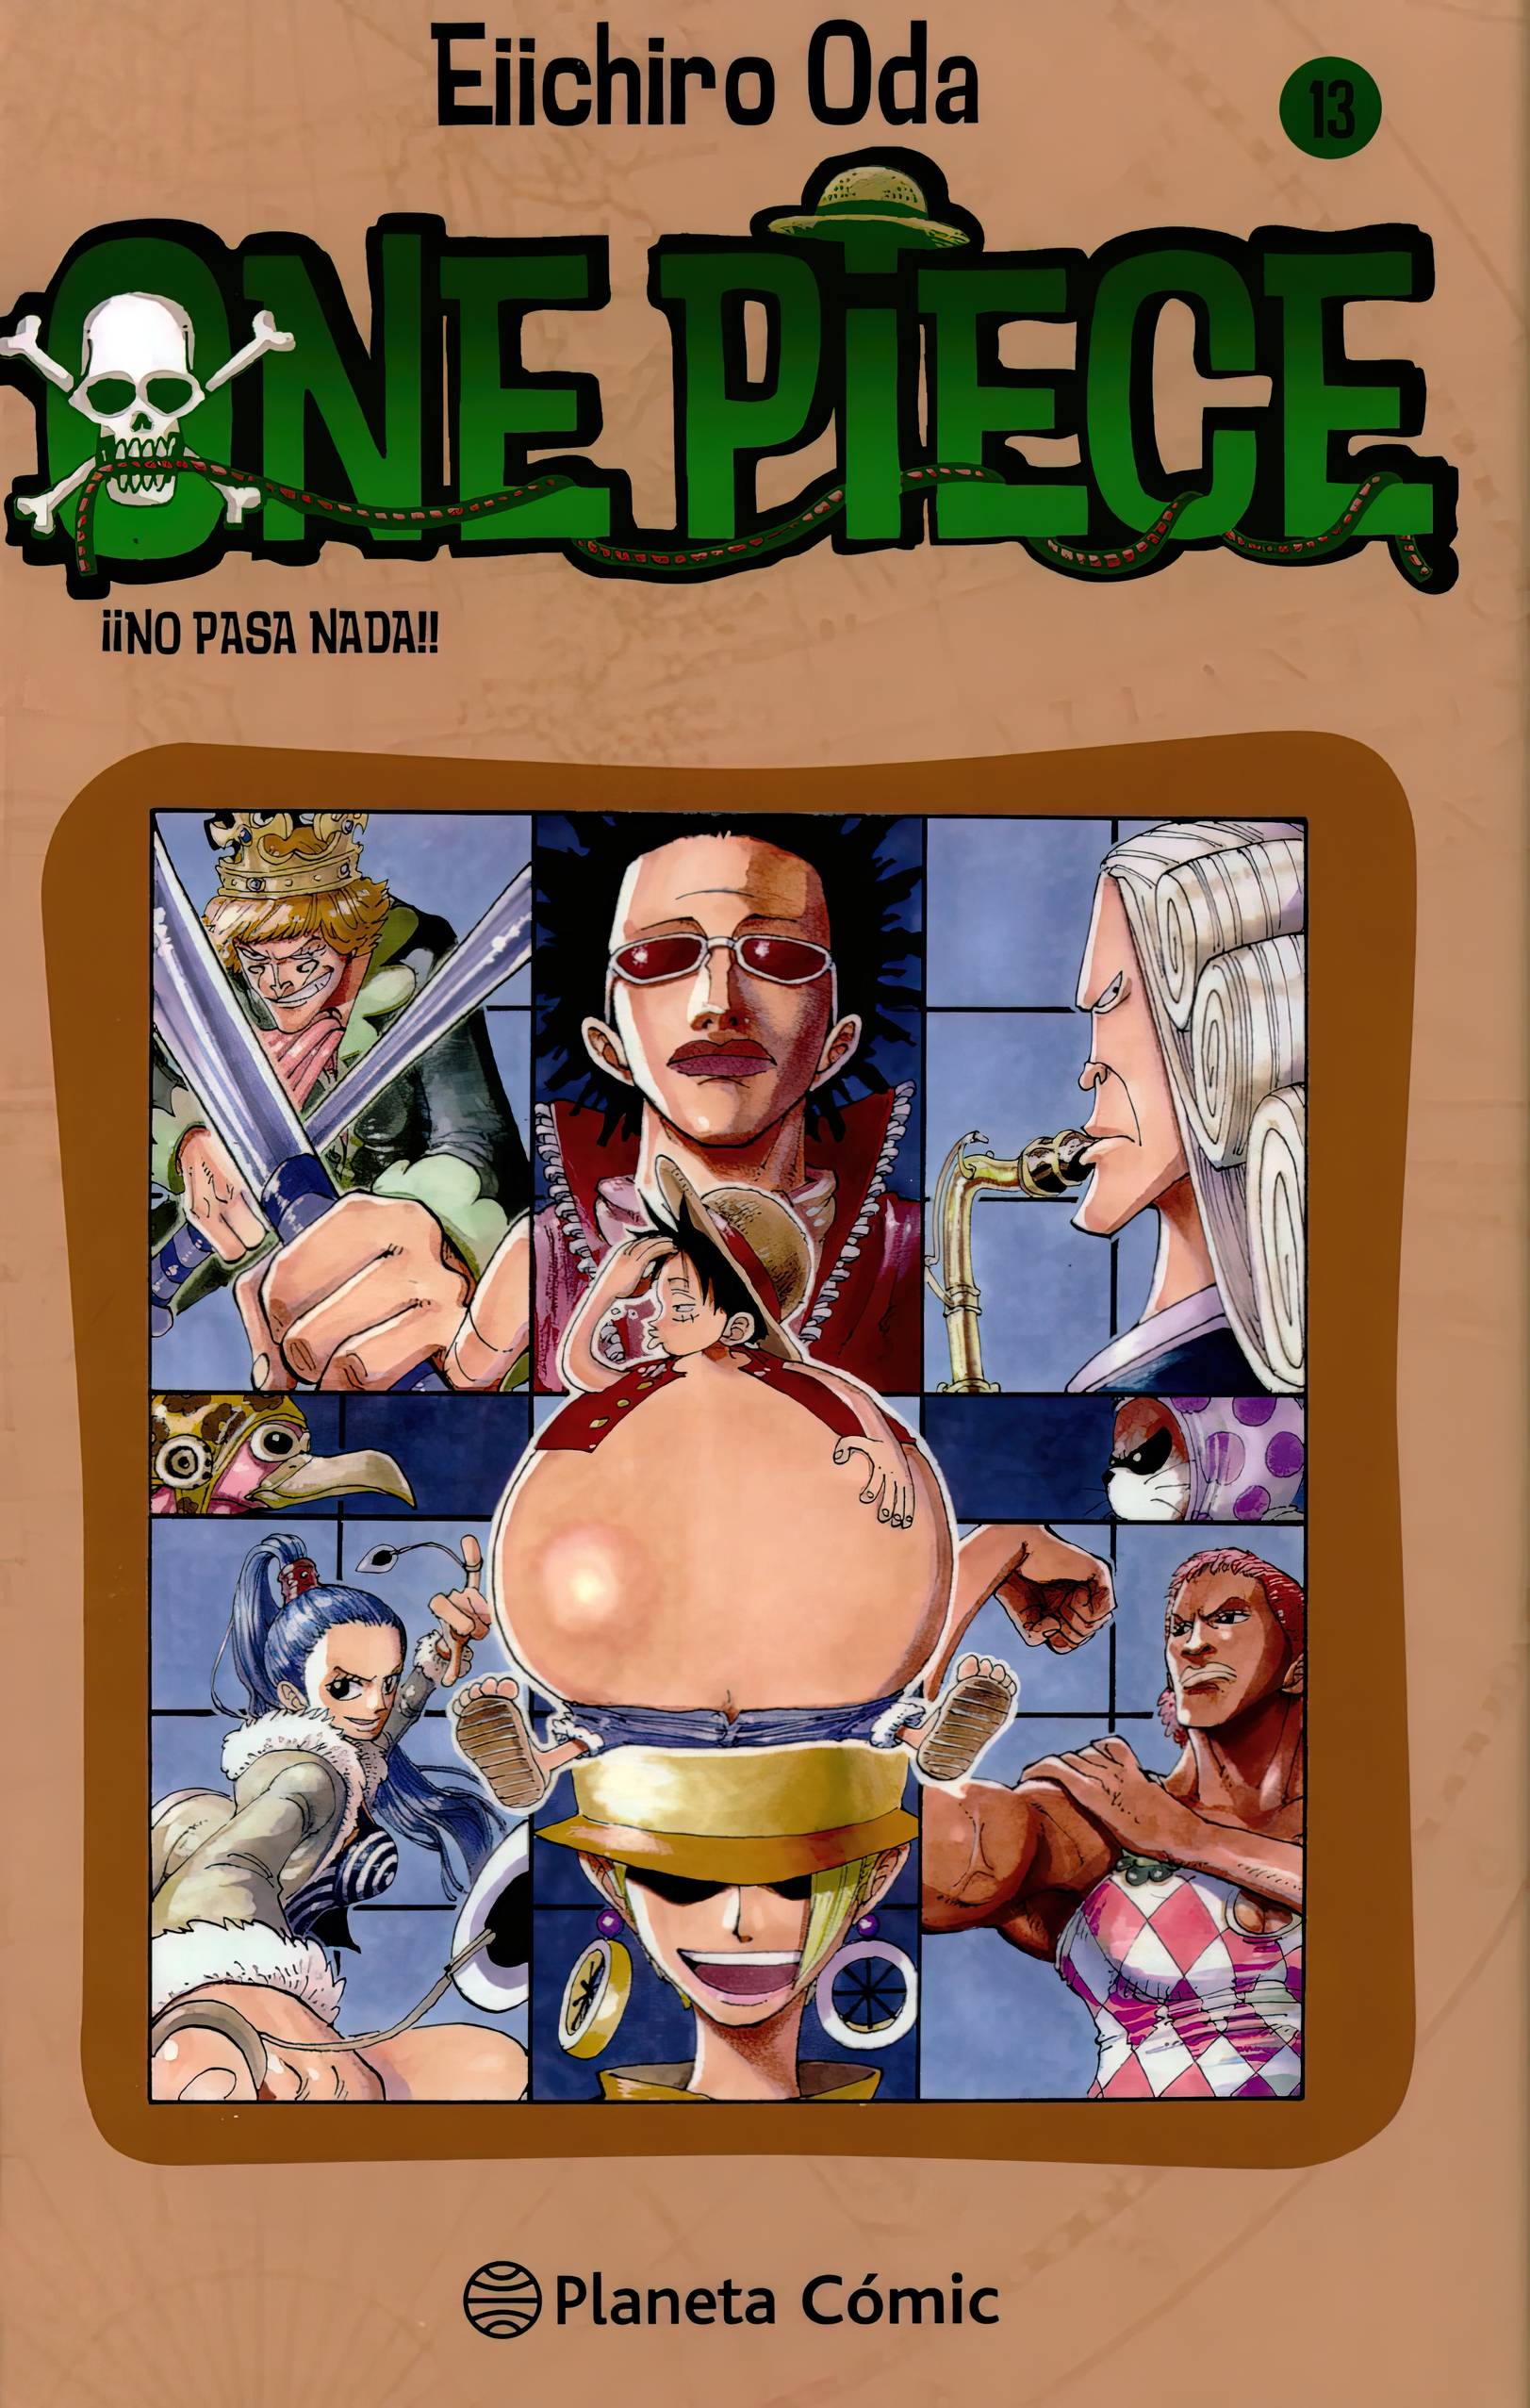 Eiichiro Oda
13
ONE PIECE
¡¡NO PASA NADA!!
Planeta Cómic